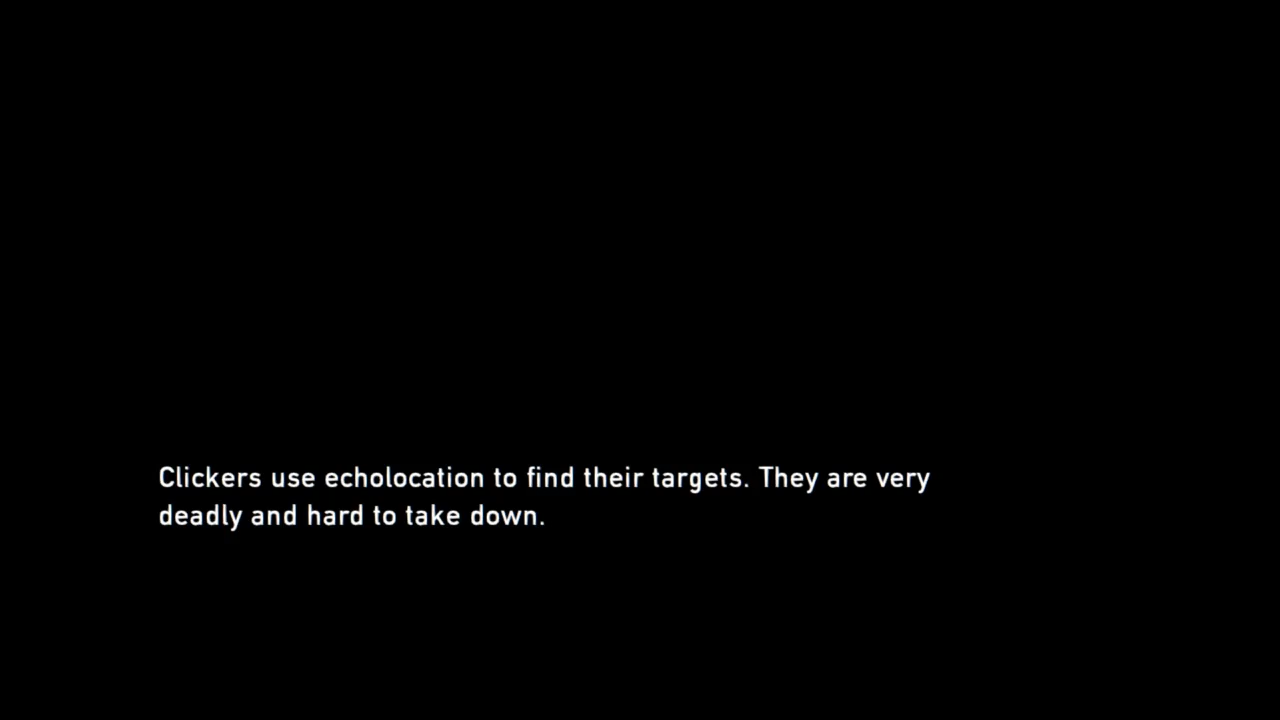 Clickers use echolocation to find their targets. They are very
deadly and hard to take down.